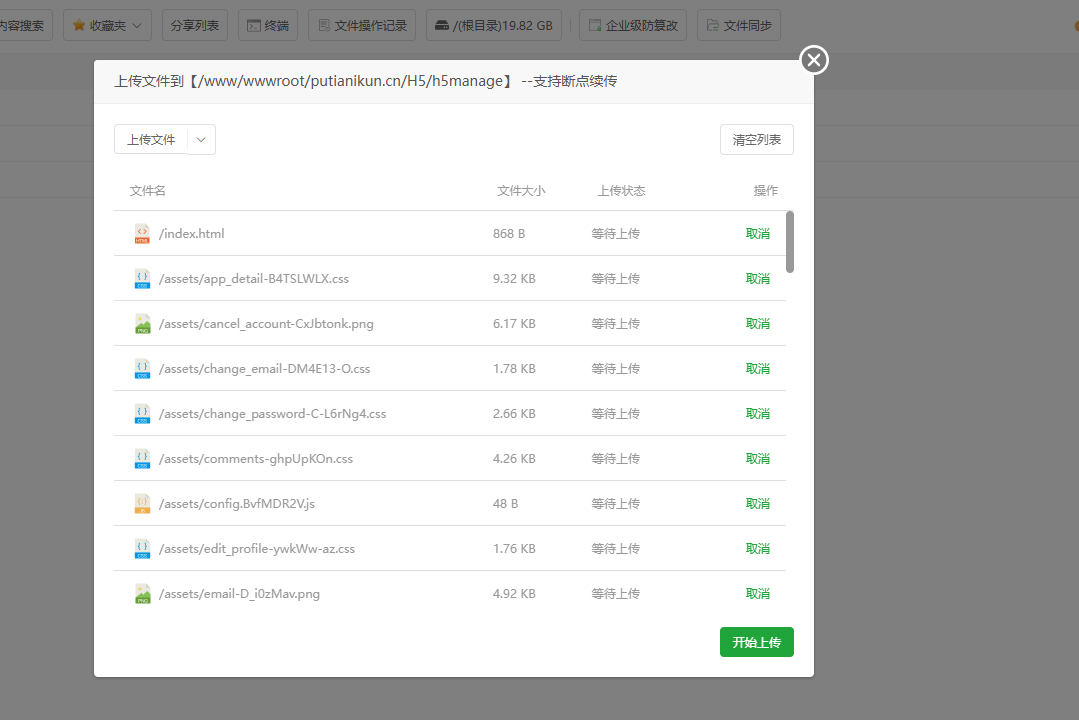 内容搜索 收藏夹 分享列表 终端 文件操作记录 /(根目录)19.82 GB 企业级防篡改 文件同步
上传文件到【/www/wwwroot/putianikun.cn/H5/h5manage】 --支持断点续传
上传文件 清空列表
文件名 文件大小 上传状态 操作
/index.html 868 B 等待上传 取消
/assets/app_detail-B4TSLWLX.css 9.32 KB 等待上传 取消
/assets/cancel_account-CxJbtonk.png 6.17 KB 等待上传 取消
/assets/change_email-DM4E13-O.css 1.78 KB 等待上传 取消
/assets/change_password-C-L6rNg4.css 2.66 KB 等待上传 取消
/assets/comments-ghpUpKOn.css 4.26 KB 等待上传 取消
/assets/config.BvfMDR2V.js 48 B 等待上传 取消
/assets/edit_profile-ywkWw-az.css 1.76 KB 等待上传 取消
/assets/email-D_i0zMav.png 4.92 KB 等待上传 取消
开始上传